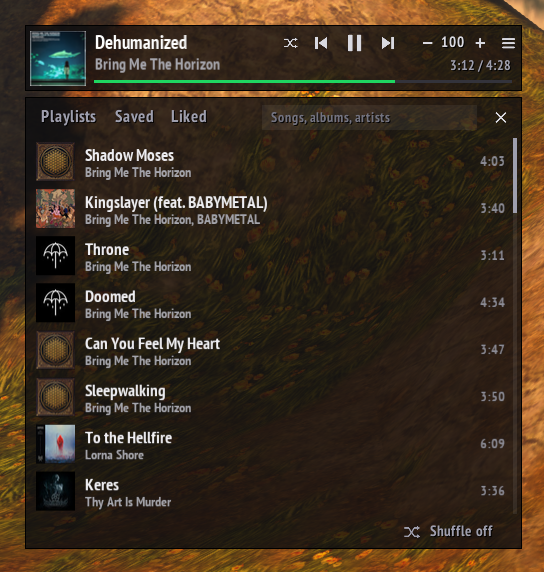 Dehumanized
Bring Me The Horizon
− 100 +
3:12 / 4:28
Playlists Saved Liked
Songs, albums, artists
Shadow Moses
Bring Me The Horizon
4:03
Kingslayer (feat. BABYMETAL)
Bring Me The Horizon, BABYMETAL
3:40
Throne
Bring Me The Horizon
3:11
Doomed
Bring Me The Horizon
4:34
Can You Feel My Heart
Bring Me The Horizon
3:47
Sleepwalking
Bring Me The Horizon
3:50
To the Hellfire
Lorna Shore
6:09
Keres
Thy Art Is Murder
3:36
Shuffle off